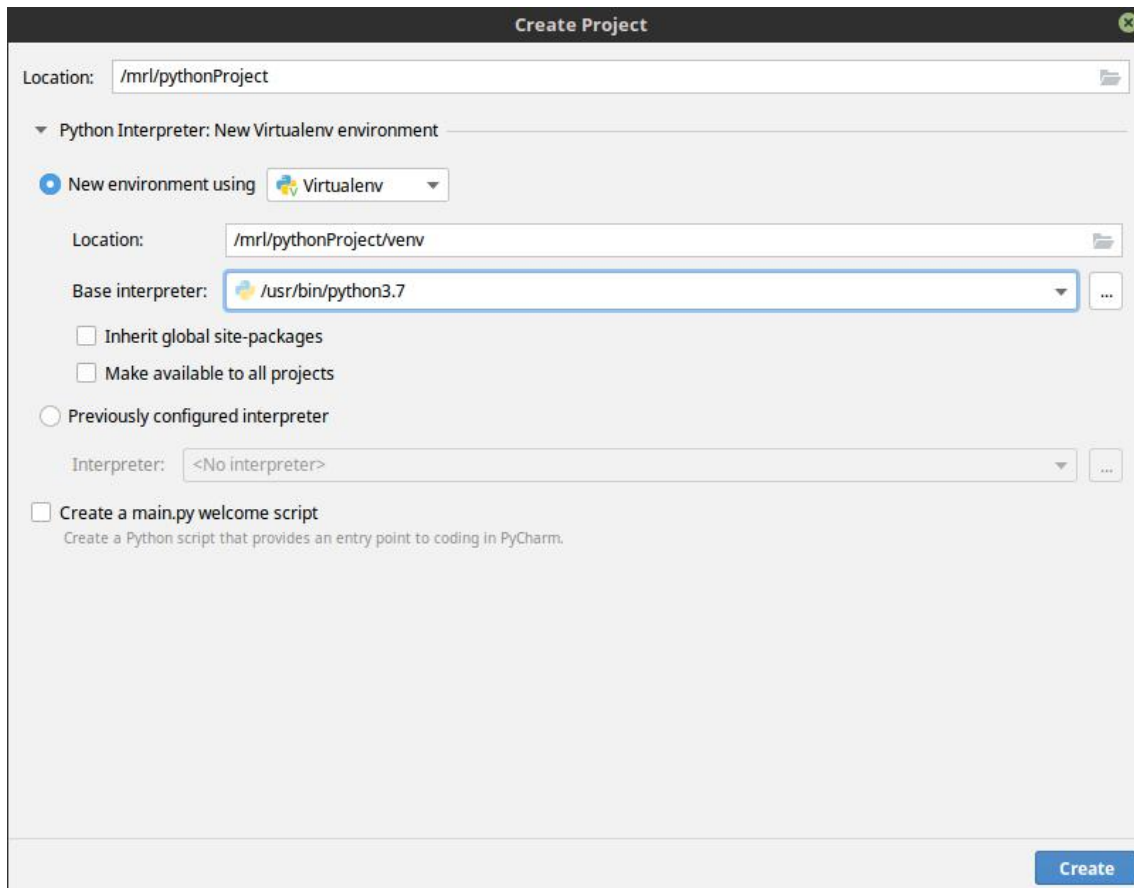 Create Project
Location: /mrl/pythonProject
Python Interpreter: New Virtualenv environment
New environment using Virtualenv
Location: /mrl/pythonProject/venv
Base interpreter: /usr/bin/python3.7 ...
Inherit global site-packages
Make available to all projects
Previously configured interpreter
Interpreter: <No interpreter> ...
Create a main.py welcome script
Create a Python script that provides an entry point to coding in PyCharm.
Create